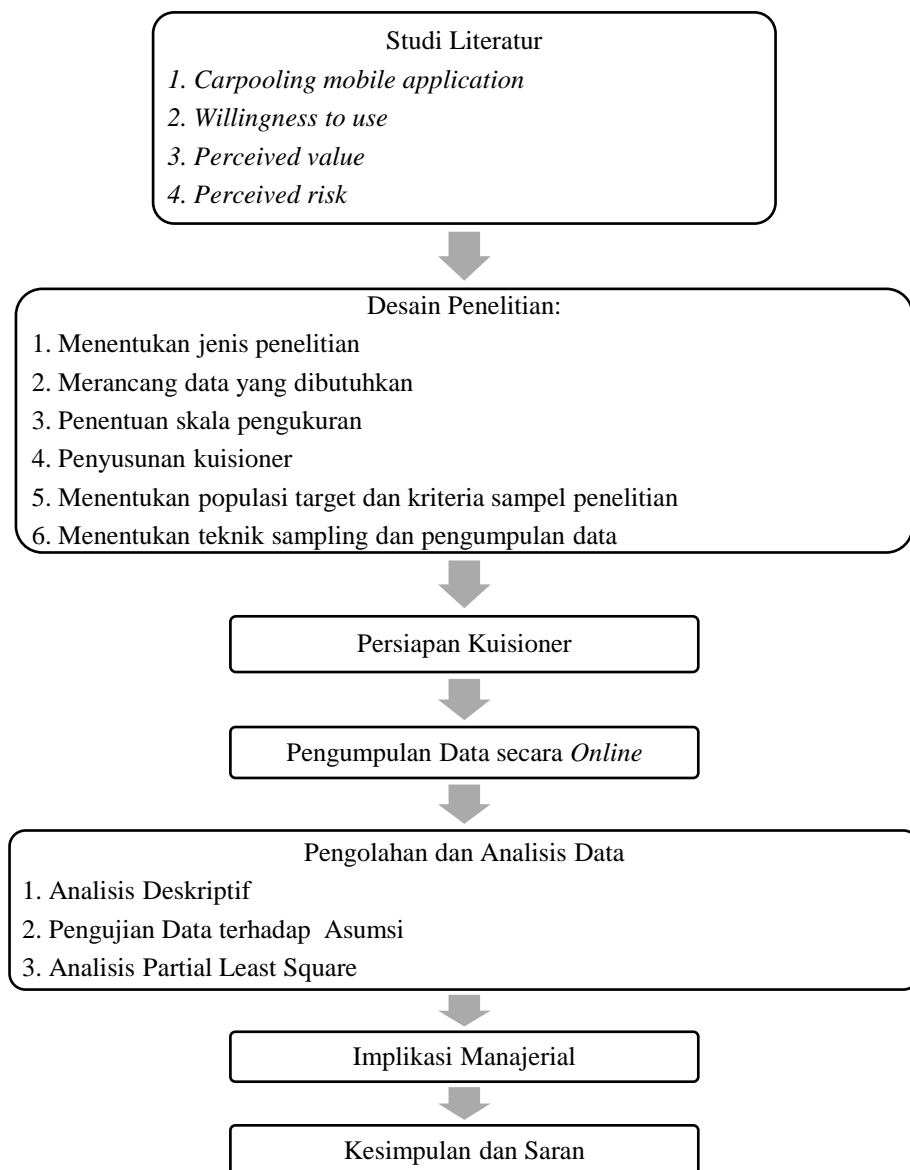 Studi Literatur
1. Carpooling mobile application
2. Willingness to use
3. Perceived value
4. Perceived risk
Desain Penelitian:
1. Menentukan jenis penelitian
2. Merancang data yang dibutuhkan
3. Penentuan skala pengukuran
4. Penyusunan kuisioner
5. Menentukan populasi target dan kriteria sampel penelitian
6. Menentukan teknik sampling dan pengumpulan data
Persiapan Kuisioner
Pengumpulan Data secara Online
Pengolahan dan Analisis Data
1. Analisis Deskriptif
2. Pengujian Data terhadap Asumsi
3. Analisis Partial Least Square
Implikasi Manajerial
Kesimpulan dan Saran